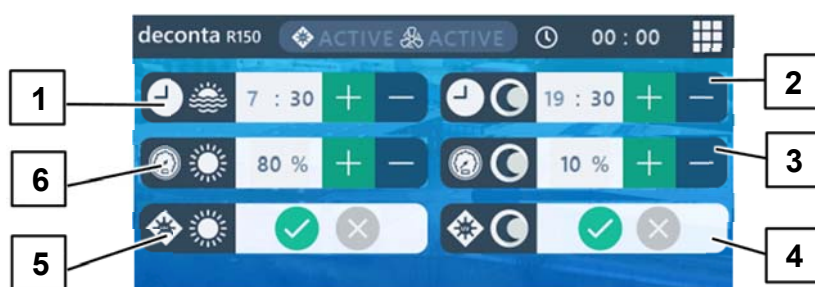 deconta R150 ACTIVE ACTIVE 00 : 00
1 7 : 30 + − 19 : 30 + − 2
6 80 % + − 10 % + − 3
5 4